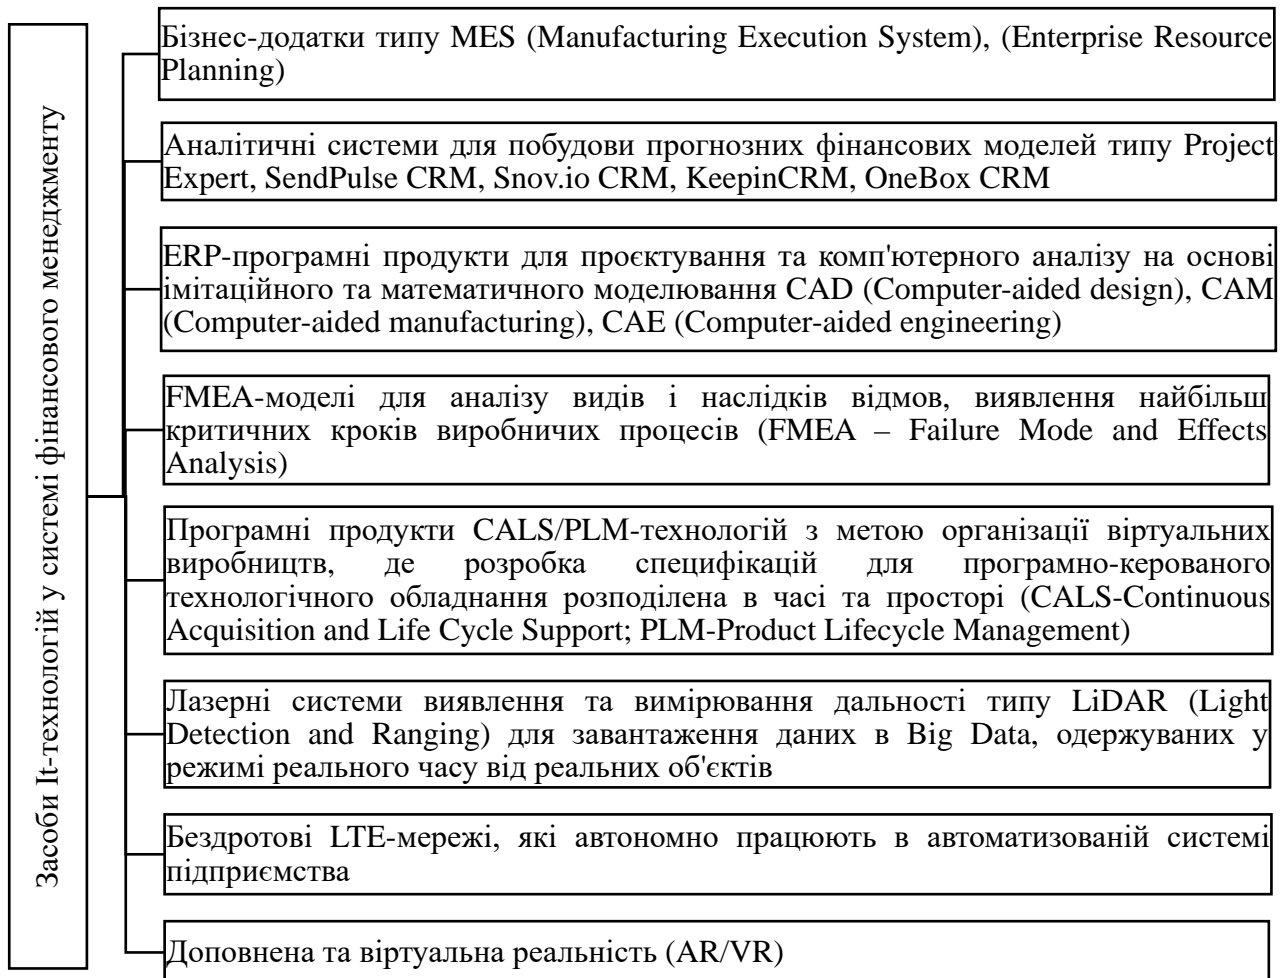 Засоби It-технологій у системі фінансового менеджменту
Бізнес-додатки типу MES (Manufacturing Execution System), (Enterprise Resource
Planning)
Аналітичні системи для побудови прогнозних фінансових моделей типу Project
Expert, SendPulse CRM, Snov.io CRM, KeepinCRM, OneBox CRM
ERP-програмні продукти для проєктування та комп'ютерного аналізу на основі
імітаційного та математичного моделювання CAD (Computer-aided design), CAM
(Computer-aided manufacturing), CAE (Computer-aided engineering)
FMEA-моделі для аналізу видів і наслідків відмов, виявлення найбільш
критичних кроків виробничих процесів (FMEA – Failure Mode and Effects
Analysis)
Програмні продукти CALS/PLM-технологій з метою організації віртуальних
виробництв, де розробка специфікацій для програмно-керованого
технологічного обладнання розподілена в часі та просторі (CALS-Continuous
Acquisition and Life Cycle Support; PLM-Product Lifecycle Management)
Лазерні системи виявлення та вимірювання дальності типу LiDAR (Light
Detection and Ranging) для завантаження даних в Big Data, одержуваних у
режимі реального часу від реальних об'єктів
Бездротові LTE-мережі, які автономно працюють в автоматизованій системі
підприємства
Доповнена та віртуальна реальність (AR/VR)